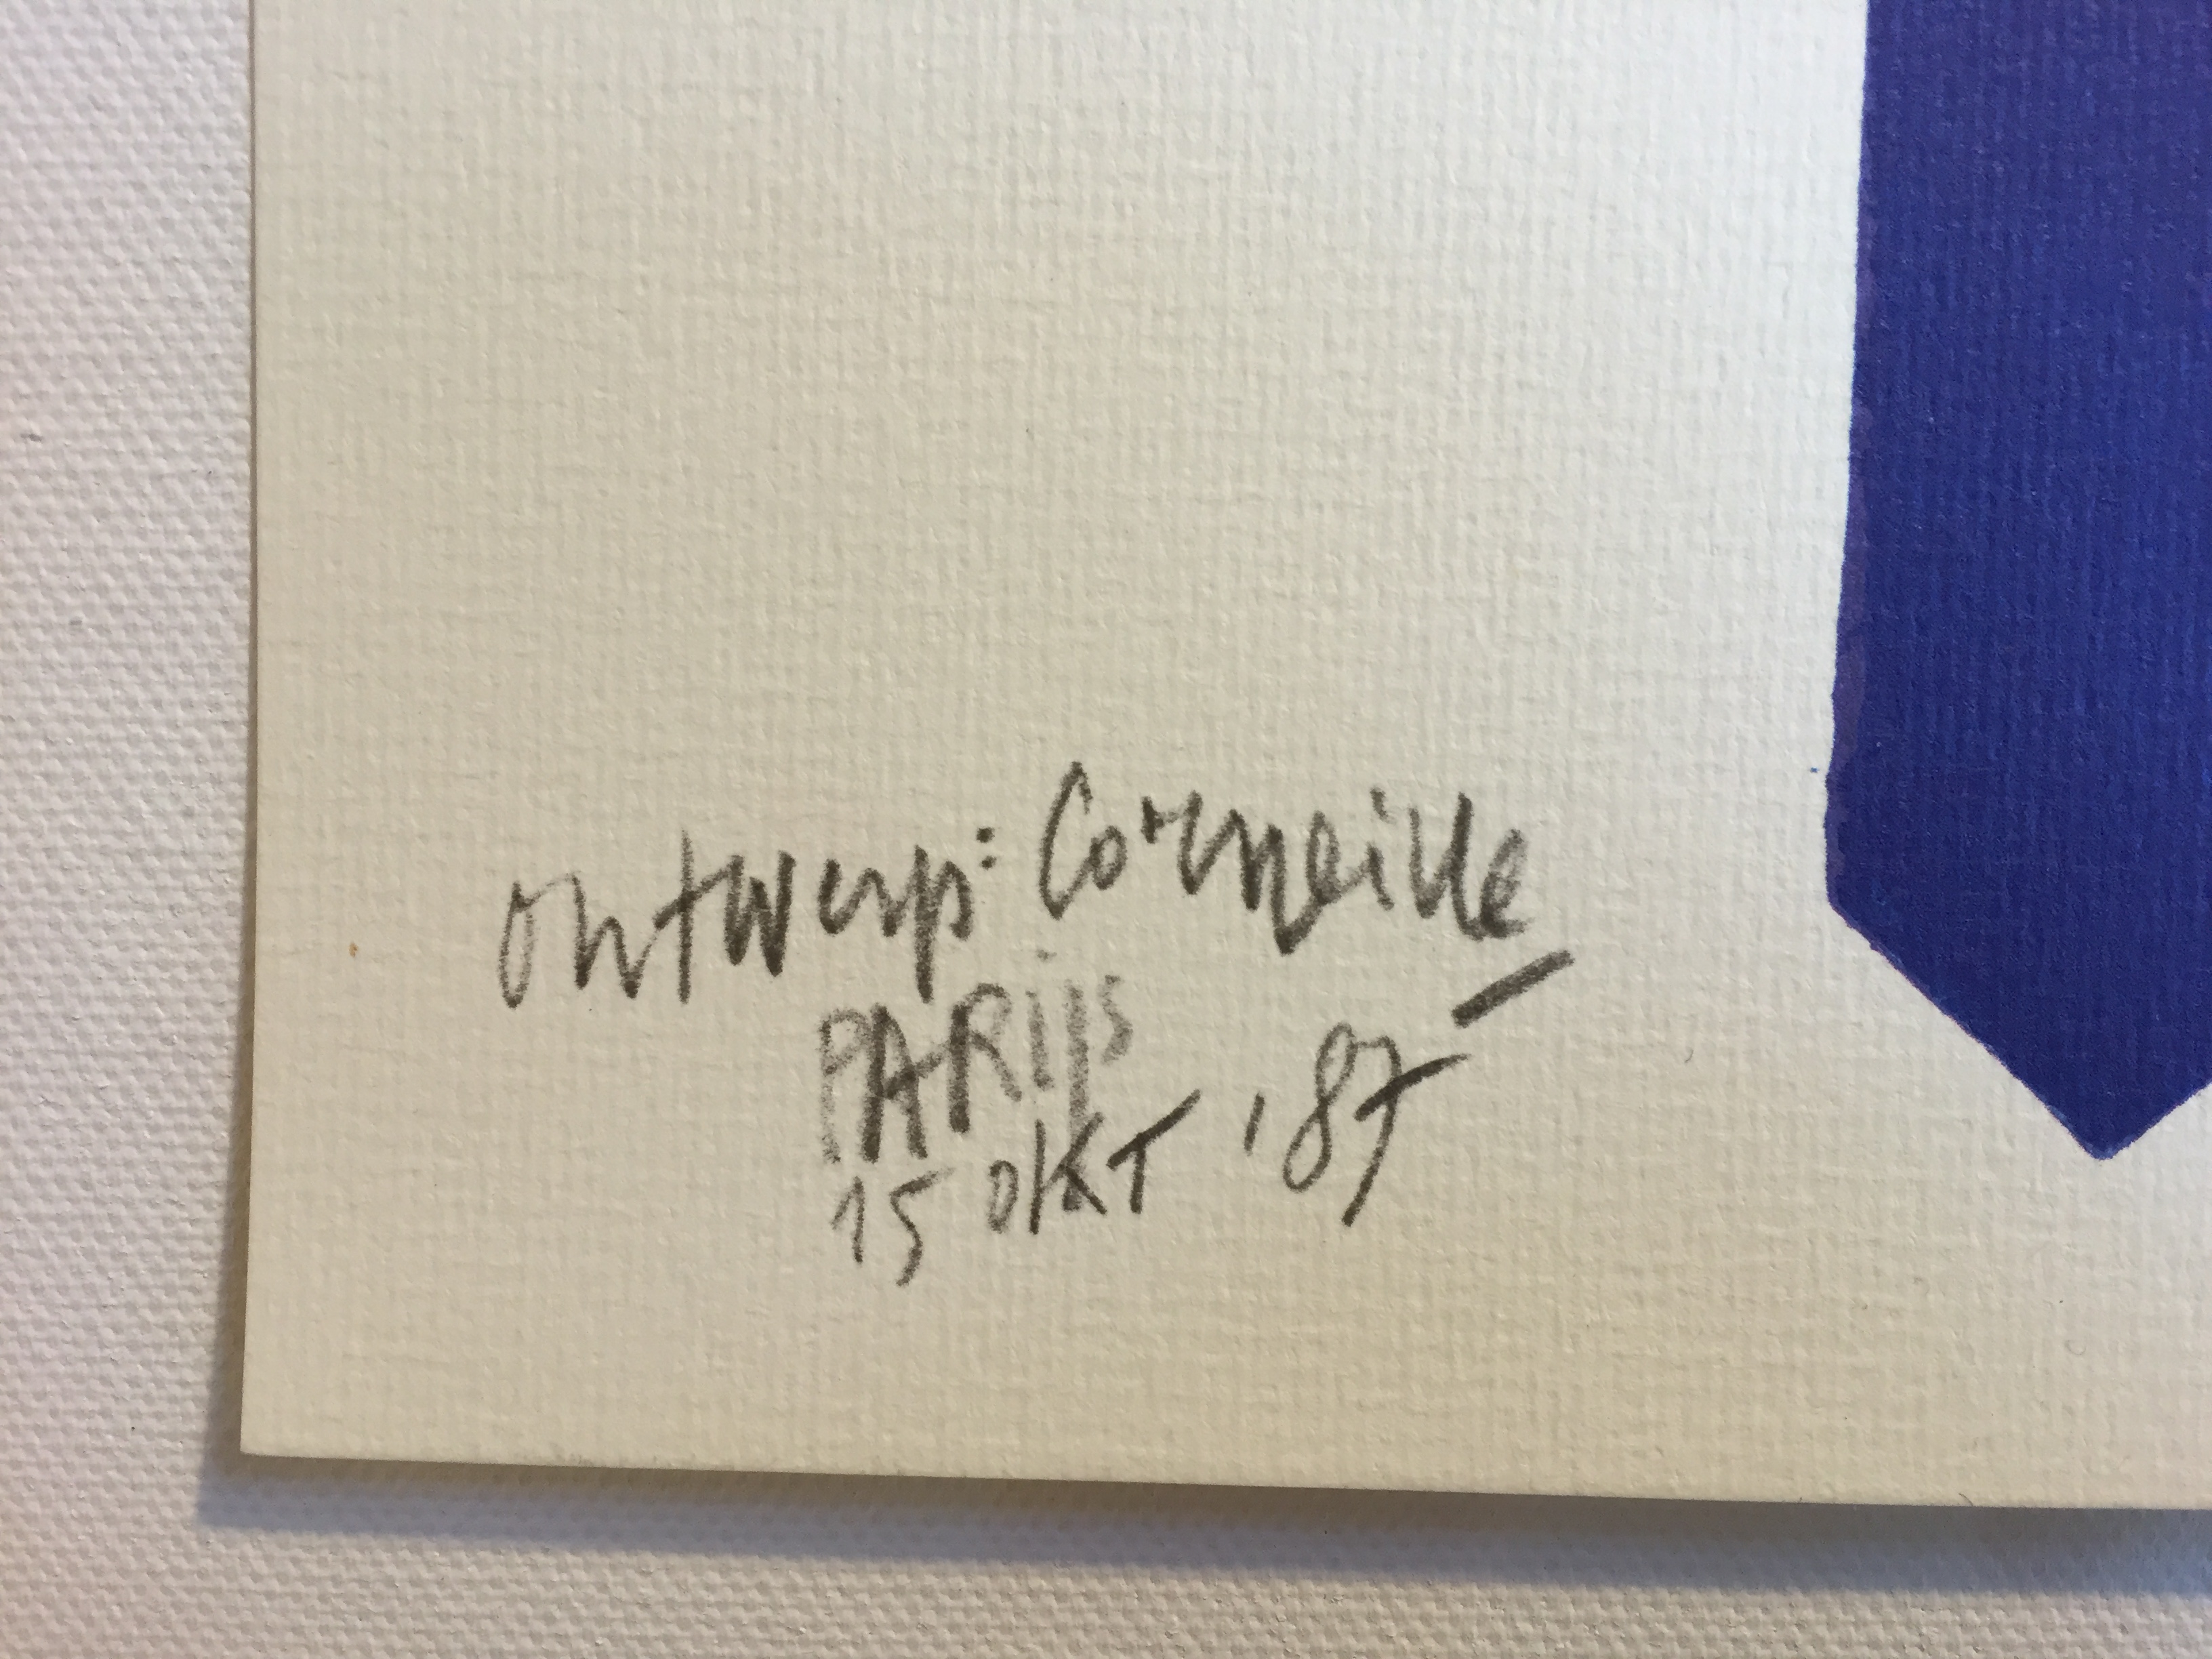 Ontwerp: Corneille
PARijs
15 OKT '87